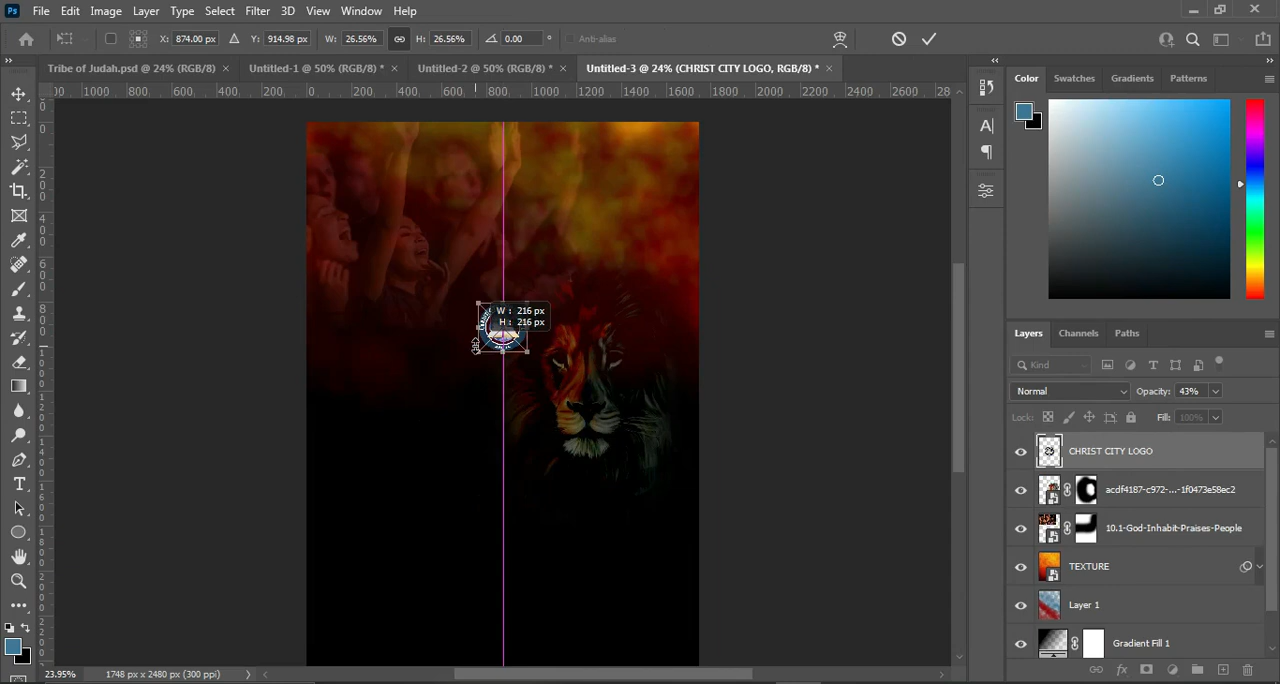 File Edit Image Layer Type Select Filter 3D View Window Help
X: 874.00 px Y: 914.98 px W: 26.56% H: 26.56% 0.00 ° Anti-alias
Tribe of Judah.psd @ 24% (RGB/8) × Untitled-1 @ 50% (RGB/8) * × Untitled-2 @ 50% (RGB/8) * × Untitled-3 @ 24% (CHRIST CITY LOGO, RGB/8) * ×
Color Swatches Gradients Patterns
1000 800 600 400 200 0 200 400 600 800 1000 1200 1400 1600 1800 2000 2200 2400 2600 28
W : 216 px
H : 216 px
Layers Channels Paths
Kind
Normal Opacity: 43%
Lock: Fill: 100%
CHRIST CITY LOGO
acdf4187-c972-...-1f0473e58ec2
10.1-God-Inhabit-Praises-People
TEXTURE
Layer 1
Gradient Fill 1
23.95% 1748 px x 2480 px (300 ppi)